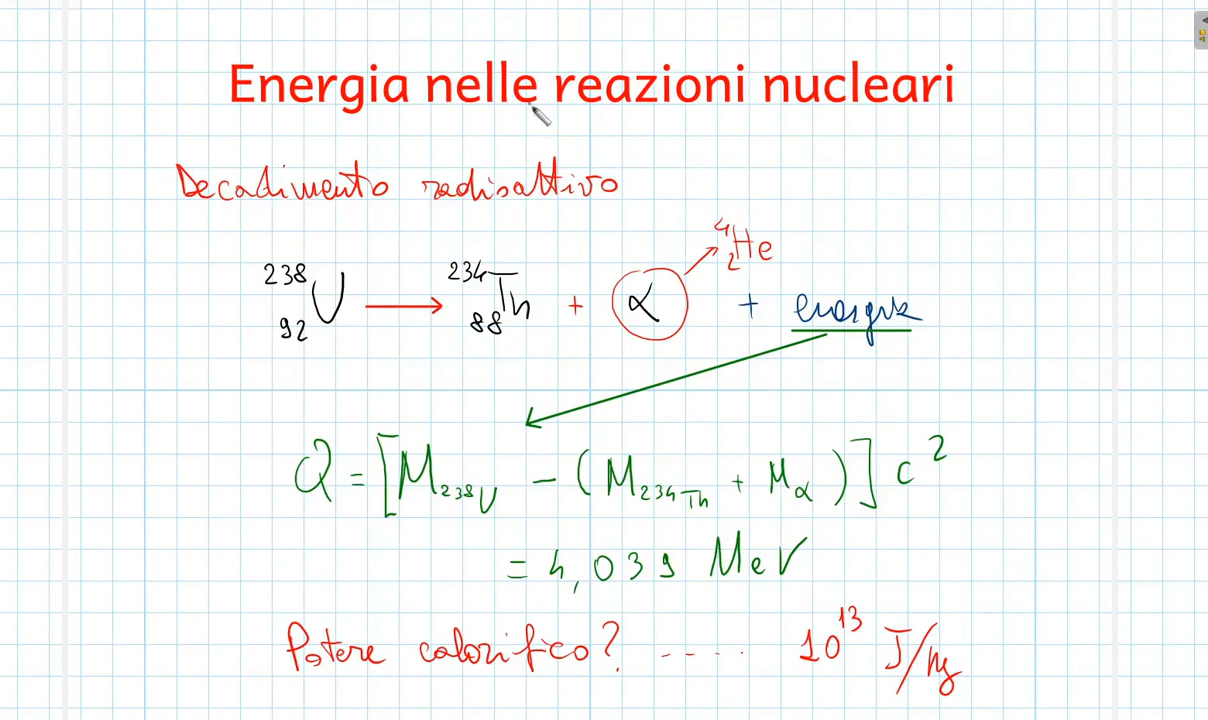 Energia nelle reazioni nucleari
Decadimento radioattivo
²³⁸₉₂U → ²³⁴₈₈Th + α + energia
⁴₂He
Q = [M₂₃₈U − (M₂₃₄Th + Mα)] c²
= 4,039 MeV
Potere calorifico? ..... 10¹³ J/kg